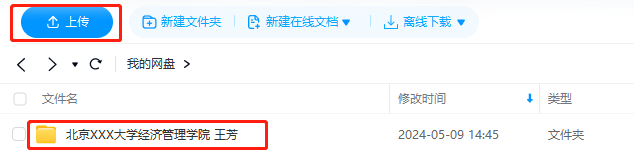 上传 新建文件夹 新建在线文档 离线下载
我的网盘
文件名 修改时间 类型
北京XXX大学经济管理学院 王芳 2024-05-09 14:45 文件夹